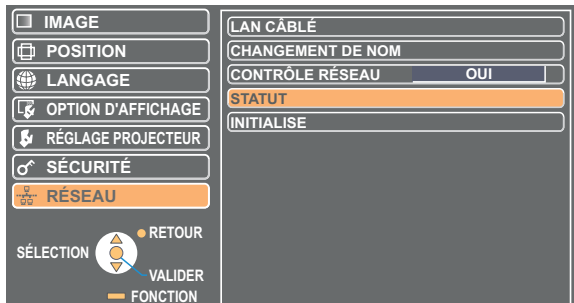 IMAGE
POSITION
LANGAGE
OPTION D'AFFICHAGE
RÉGLAGE PROJECTEUR
SÉCURITÉ
RÉSEAU
SÉLECTION
RETOUR
VALIDER
FONCTION
LAN CÂBLÉ
CHANGEMENT DE NOM
CONTRÔLE RÉSEAU OUI
STATUT
INITIALISE